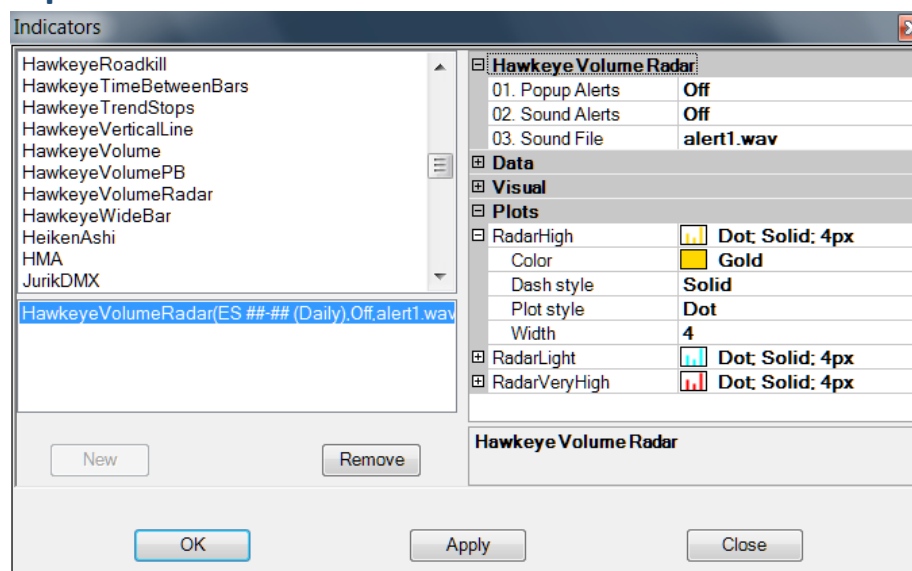 Indicators
HawkeyeRoadkill
HawkeyeTimeBetweenBars
HawkeyeTrendStops
HawkeyeVerticalLine
HawkeyeVolume
HawkeyeVolumePB
HawkeyeVolumeRadar
HawkeyeWideBar
HeikenAshi
HMA
JurikDMX
HawkeyeVolumeRadar(ES ##-## (Daily),Off,alert1.wav
New
Remove
Hawkeye Volume Radar
01. Popup Alerts Off
02. Sound Alerts Off
03. Sound File alert1.wav
Data
Visual
Plots
RadarHigh Dot; Solid; 4px
Color Gold
Dash style Solid
Plot style Dot
Width 4
RadarLight Dot; Solid; 4px
RadarVeryHigh Dot; Solid; 4px
Hawkeye Volume Radar
OK
Apply
Close